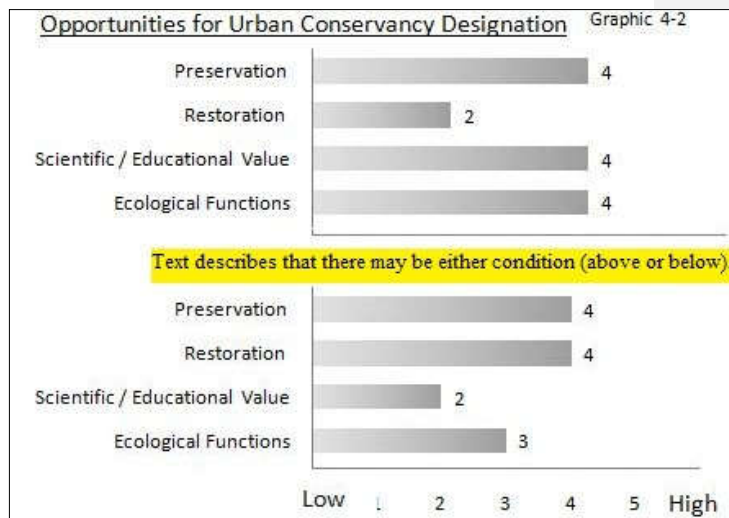 Opportunities for Urban Conservancy Designation Graphic 4-2
Preservation 4
Restoration 2
Scientific / Educational Value 4
Ecological Functions 4
Text describes that there may be either condition (above or below)
Preservation 4
Restoration 4
Scientific / Educational Value 2
Ecological Functions 3
Low 1 2 3 4 5 High